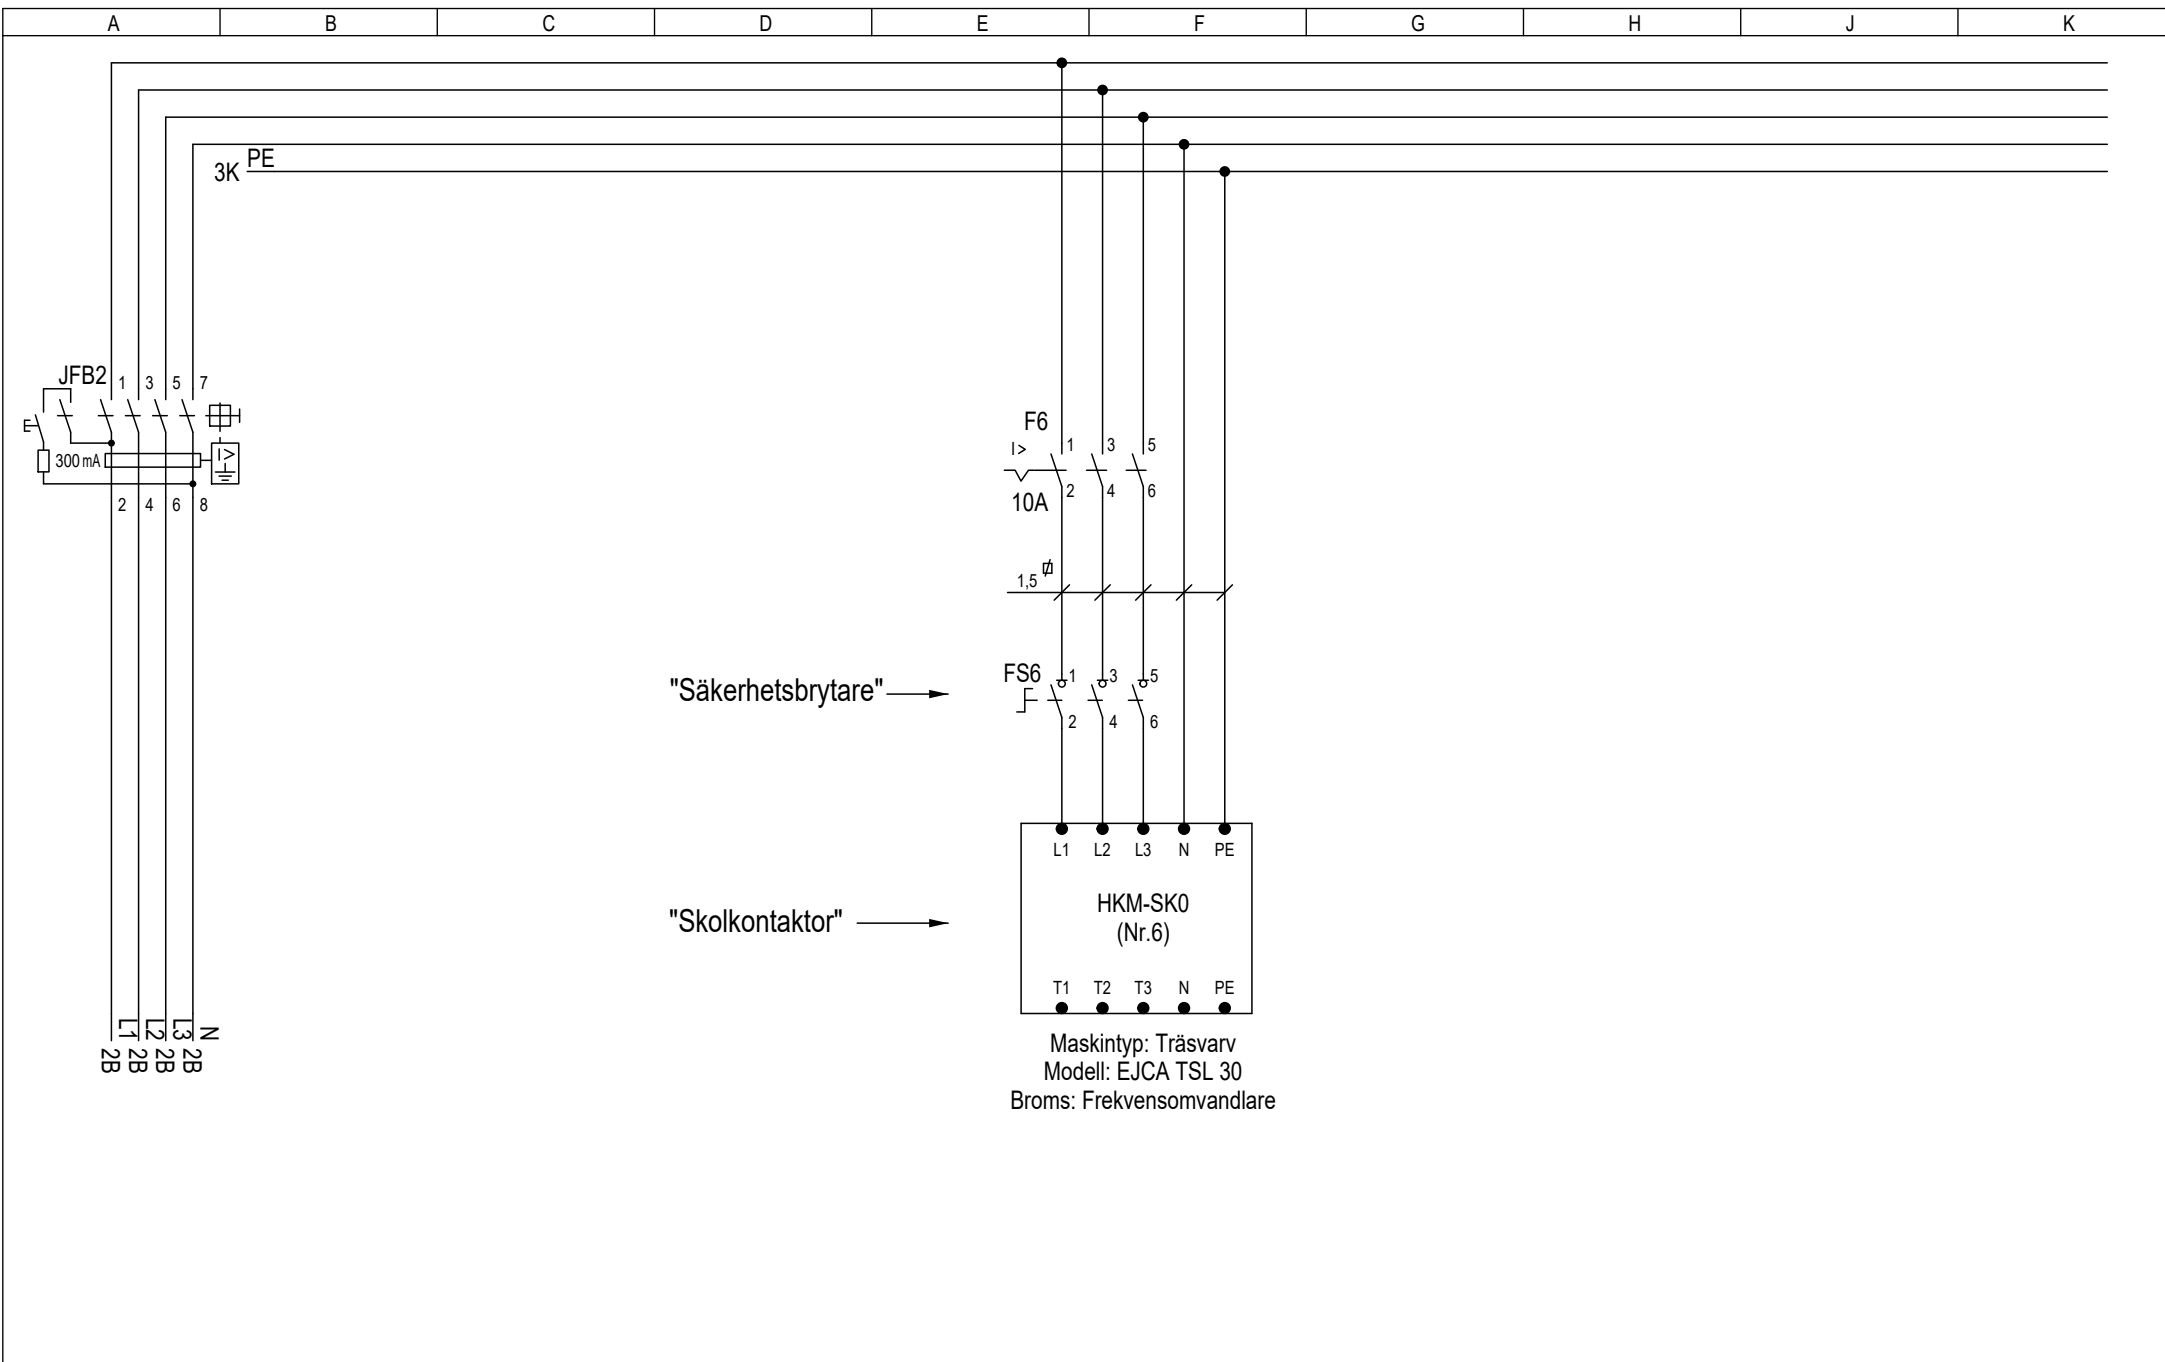 A B C D E F G H J K
PE
3K
JFB2
1 3 5 7
300 mA
I>
2 4 6 8
F6
I>
1 3 5
2 4 6
10A
1,5
"Säkerhetsbrytare"
FS6
1 3 5
2 4 6
L1 L2 L3 N PE
HKM-SK0
(Nr.6)
"Skolkontaktor"
T1 T2 T3 N PE
Maskintyp: Träsvarv
Modell: EJCA TSL 30
Broms: Frekvensomvandlare
L1 L2 L3 N
2B 2B 2B 2B